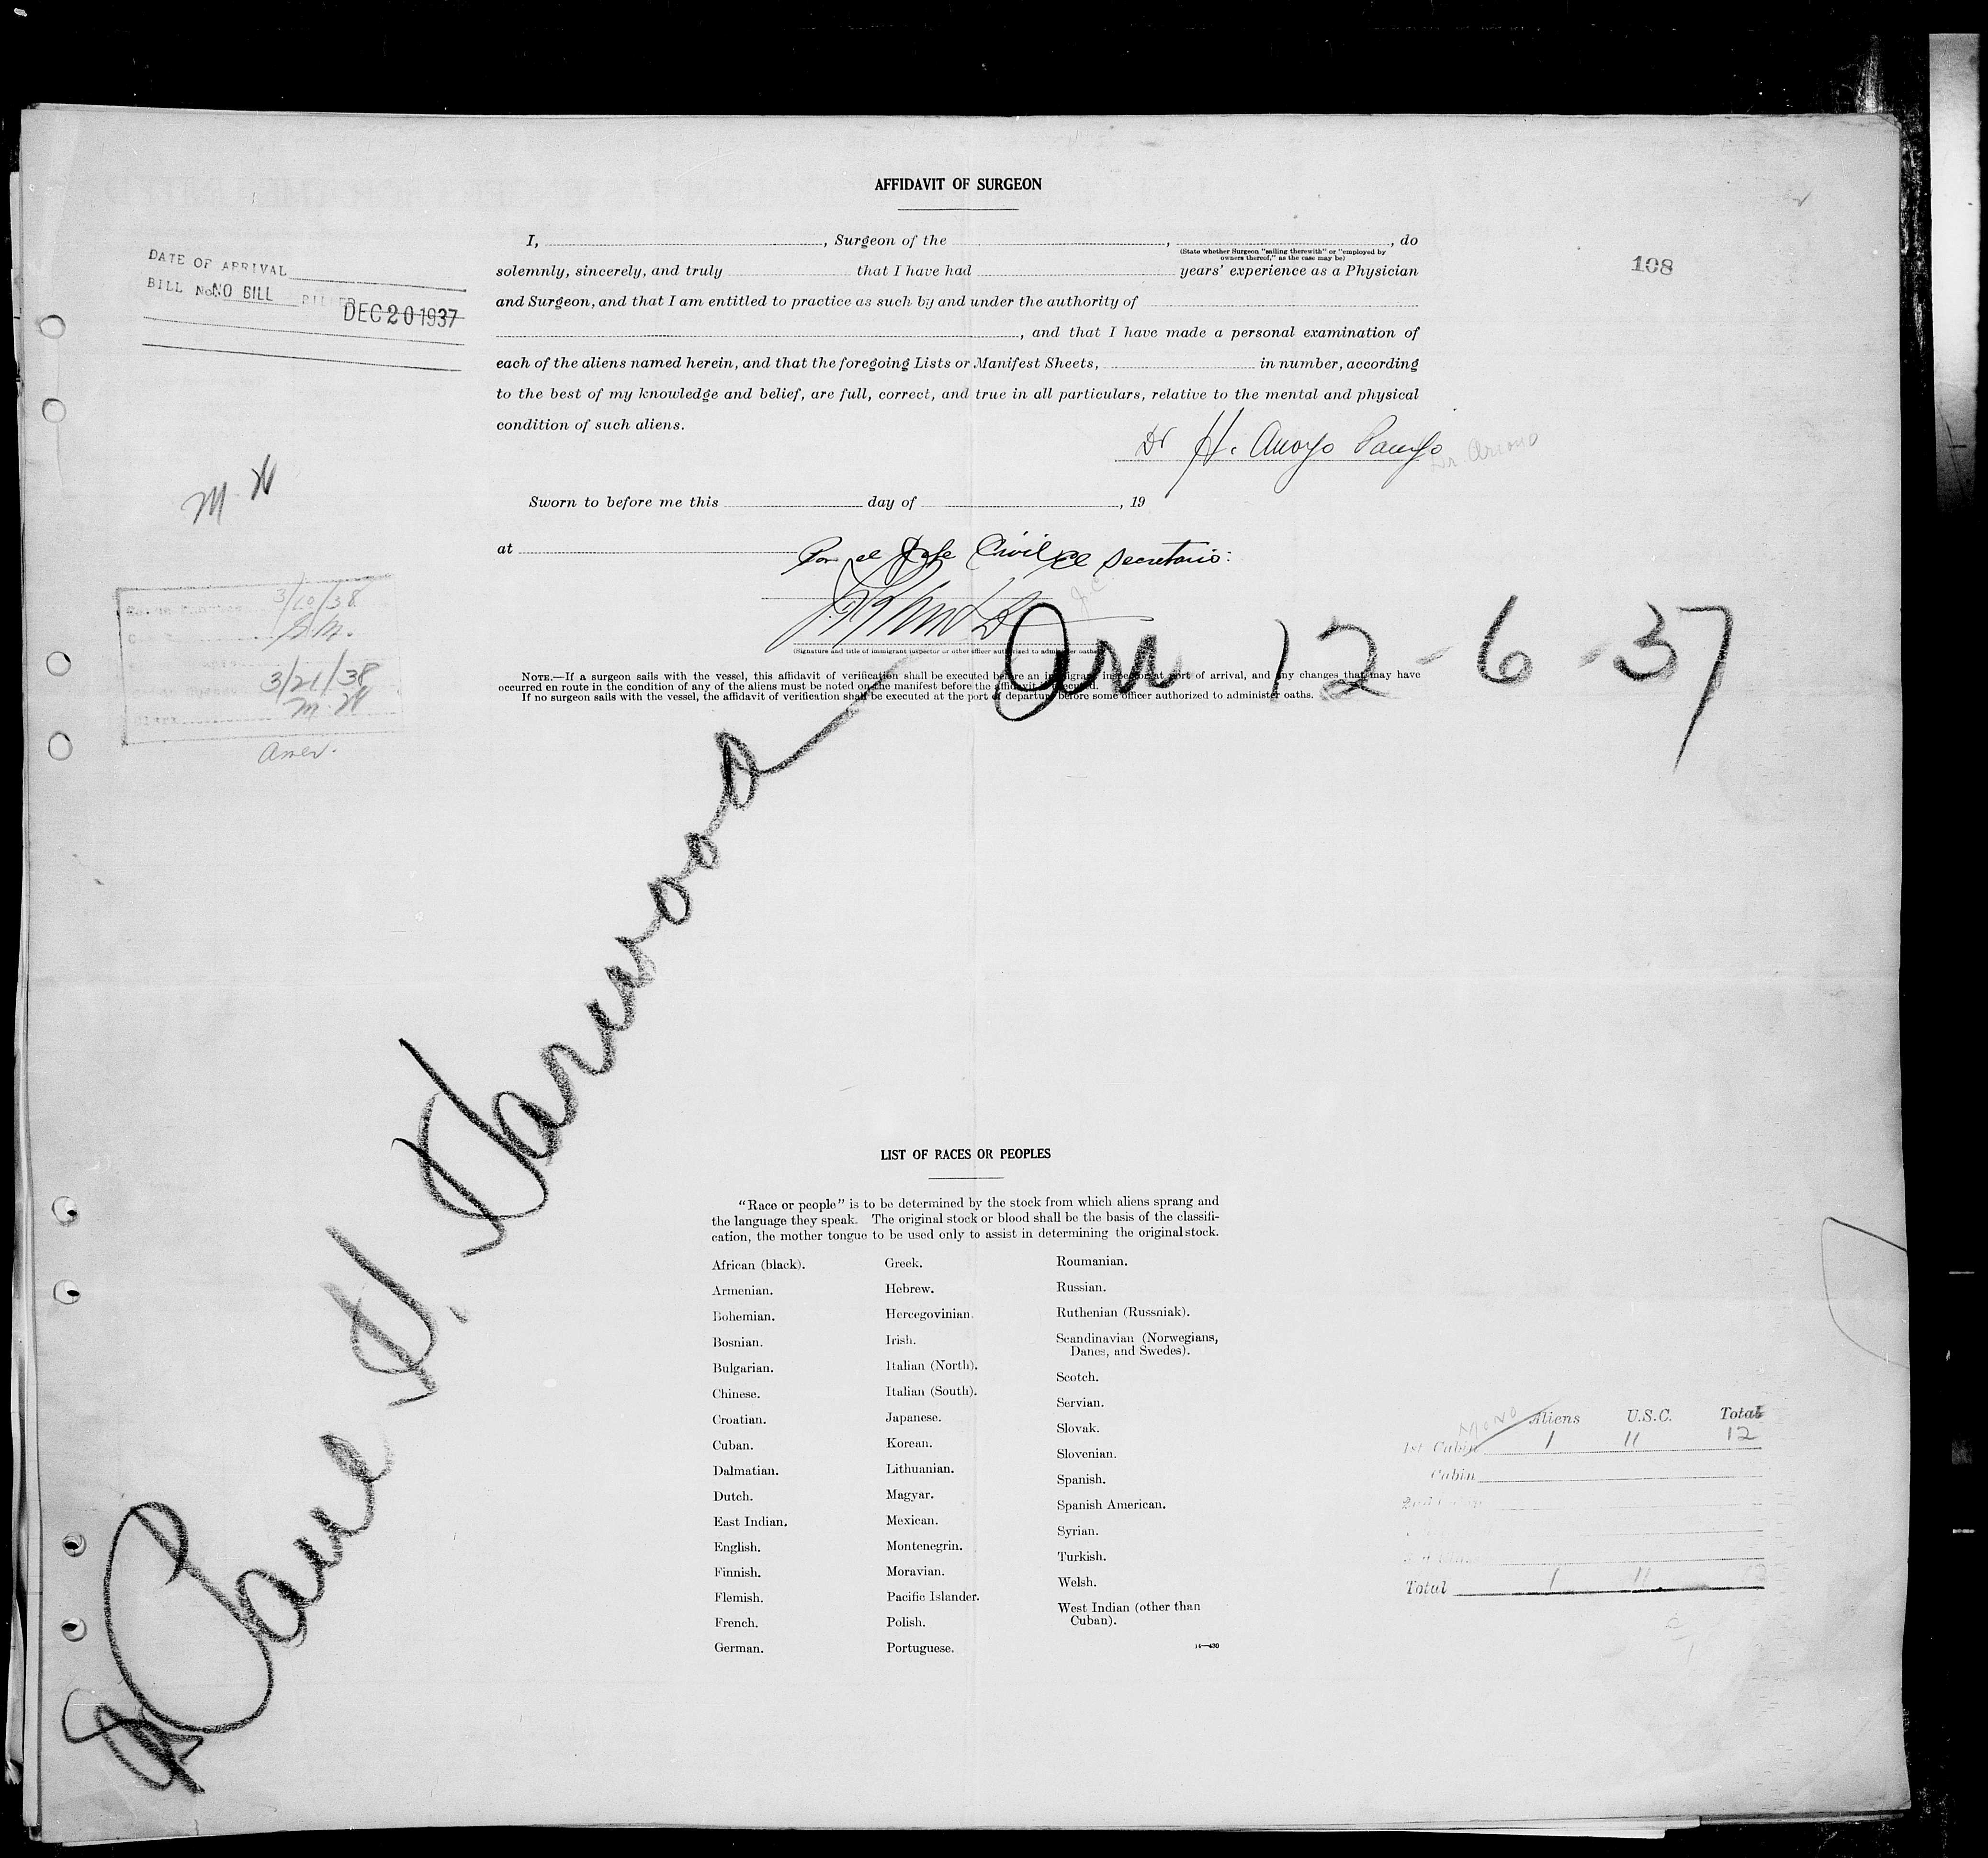 AFFIDAVIT OF SURGEON
I, , Surgeon of the , , do
(State whether Surgeon "sailing therewith" or "employed by
owners thereof," as the case may be)
solemnly, sincerely, and truly that I have had years' experience as a Physician
and Surgeon, and that I am entitled to practice as such by and under the authority of
, and that I have made a personal examination of
each of the aliens named herein, and that the foregoing Lists or Manifest Sheets, in number, according
to the best of my knowledge and belief, are full, correct, and true in all particulars, relative to the mental and physical
condition of such aliens.
108
DATE OF ARRIVAL
BILL No. NO BILL
DEC 20 1937
Dr H. Arroyo
Dr. Arroyo
M. W
Sworn to before me this day of , 19
at
Por el Jefe Civil, el Secretario:
(Signature and title of immigrant inspector or other officer authorized to administer oaths)
3/10/38
3/21/38
M. W
Amer.
Arr 12-6-37
NOTE.—If a surgeon sails with the vessel, this affidavit of verification shall be executed before an immigrant inspector at port of arrival, and any changes that may have
occurred en route in the condition of any of the aliens must be noted on the manifest before the affidavit is executed.
If no surgeon sails with the vessel, the affidavit of verification shall be executed at the port of departure before some officer authorized to administer oaths.
H. Harwood
LIST OF RACES OR PEOPLES
"Race or people" is to be determined by the stock from which aliens sprang and
the language they speak. The original stock or blood shall be the basis of the classifi-
cation, the mother tongue to be used only to assist in determining the original stock.
African (black).
Armenian.
Bohemian.
Bosnian.
Bulgarian.
Chinese.
Croatian.
Cuban.
Dalmatian.
Dutch.
East Indian.
English.
Finnish.
Flemish.
French.
German.
Greek.
Hebrew.
Hercegovinian.
Irish.
Italian (North).
Italian (South).
Japanese.
Korean.
Lithuanian.
Magyar.
Mexican.
Montenegrin.
Moravian.
Pacific Islander.
Polish.
Portuguese.
Roumanian.
Russian.
Ruthenian (Russniak).
Scandinavian (Norwegians,
Danes, and Swedes).
Scotch.
Servian.
Slovak.
Slovenian.
Spanish.
Spanish American.
Syrian.
Turkish.
Welsh.
West Indian (other than
Cuban).
14—430
Aliens U.S.C. Total
1st Cabin 1 11 12
Cabin
Total 1 11 12